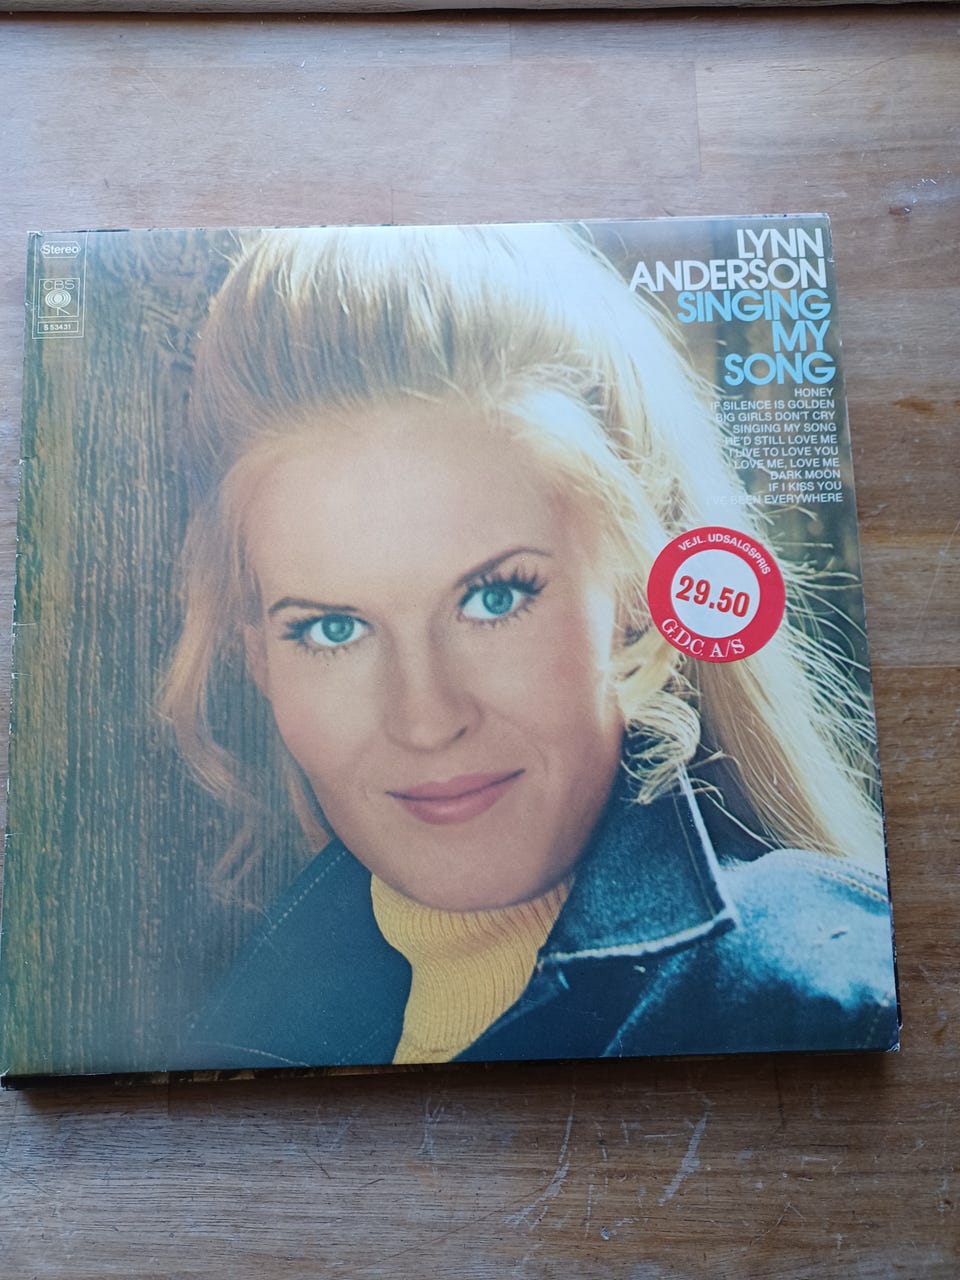 Stereo
CBS
S 53431
LYNN
ANDERSON
SINGING
MY
SONG
HONEY
IF SILENCE IS GOLDEN
BIG GIRLS DON'T CRY
SINGING MY SONG
HE'D STILL LOVE ME
I LIVE TO LOVE YOU
LOVE ME, LOVE ME
DARK MOON
IF I KISS YOU
I'VE BEEN EVERYWHERE
VEJL. UDSALGSPRIS
29.50
G.D.C. A/S